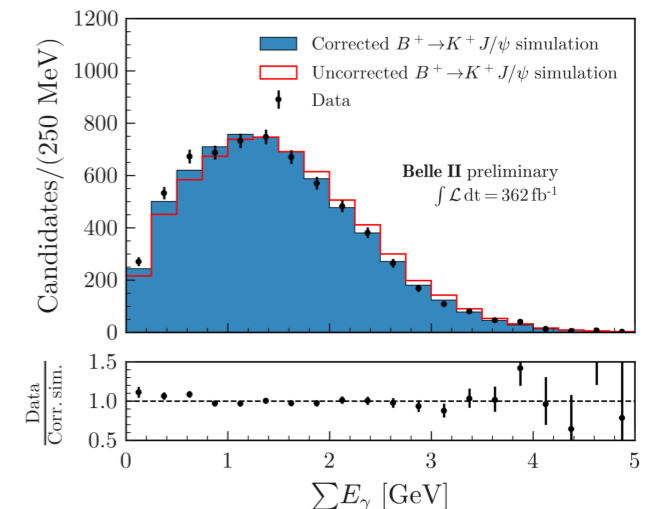 1200
1000
800
600
400
200
0
Candidates/(250 MeV)
Corrected B⁺→K⁺J/ψ simulation
Uncorrected B⁺→K⁺J/ψ simulation
Data
Belle II preliminary
∫ℒ dt = 362 fb⁻¹
1.5
1.0
0.5
Data
Corr. sim.
0 1 2 3 4 5
∑Eγ [GeV]